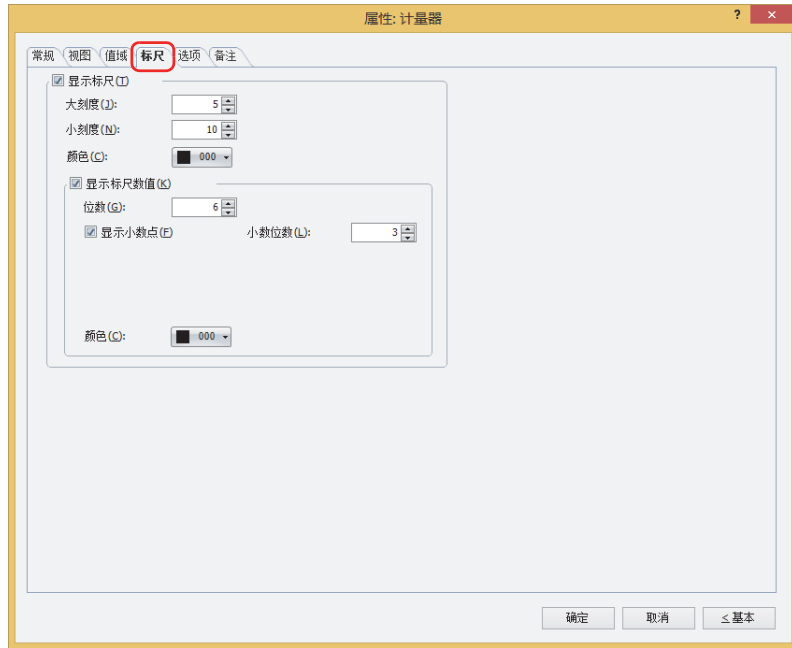 属性: 计量器
? ×
常规 视图 值域 标尺 选项 备注
显示标尺(T)
大刻度(J): 5
小刻度(N): 10
颜色(C): 000
显示标尺数值(K)
位数(G): 6
显示小数点(F) 小数位数(L): 3
颜色(C): 000
确定 取消 <基本